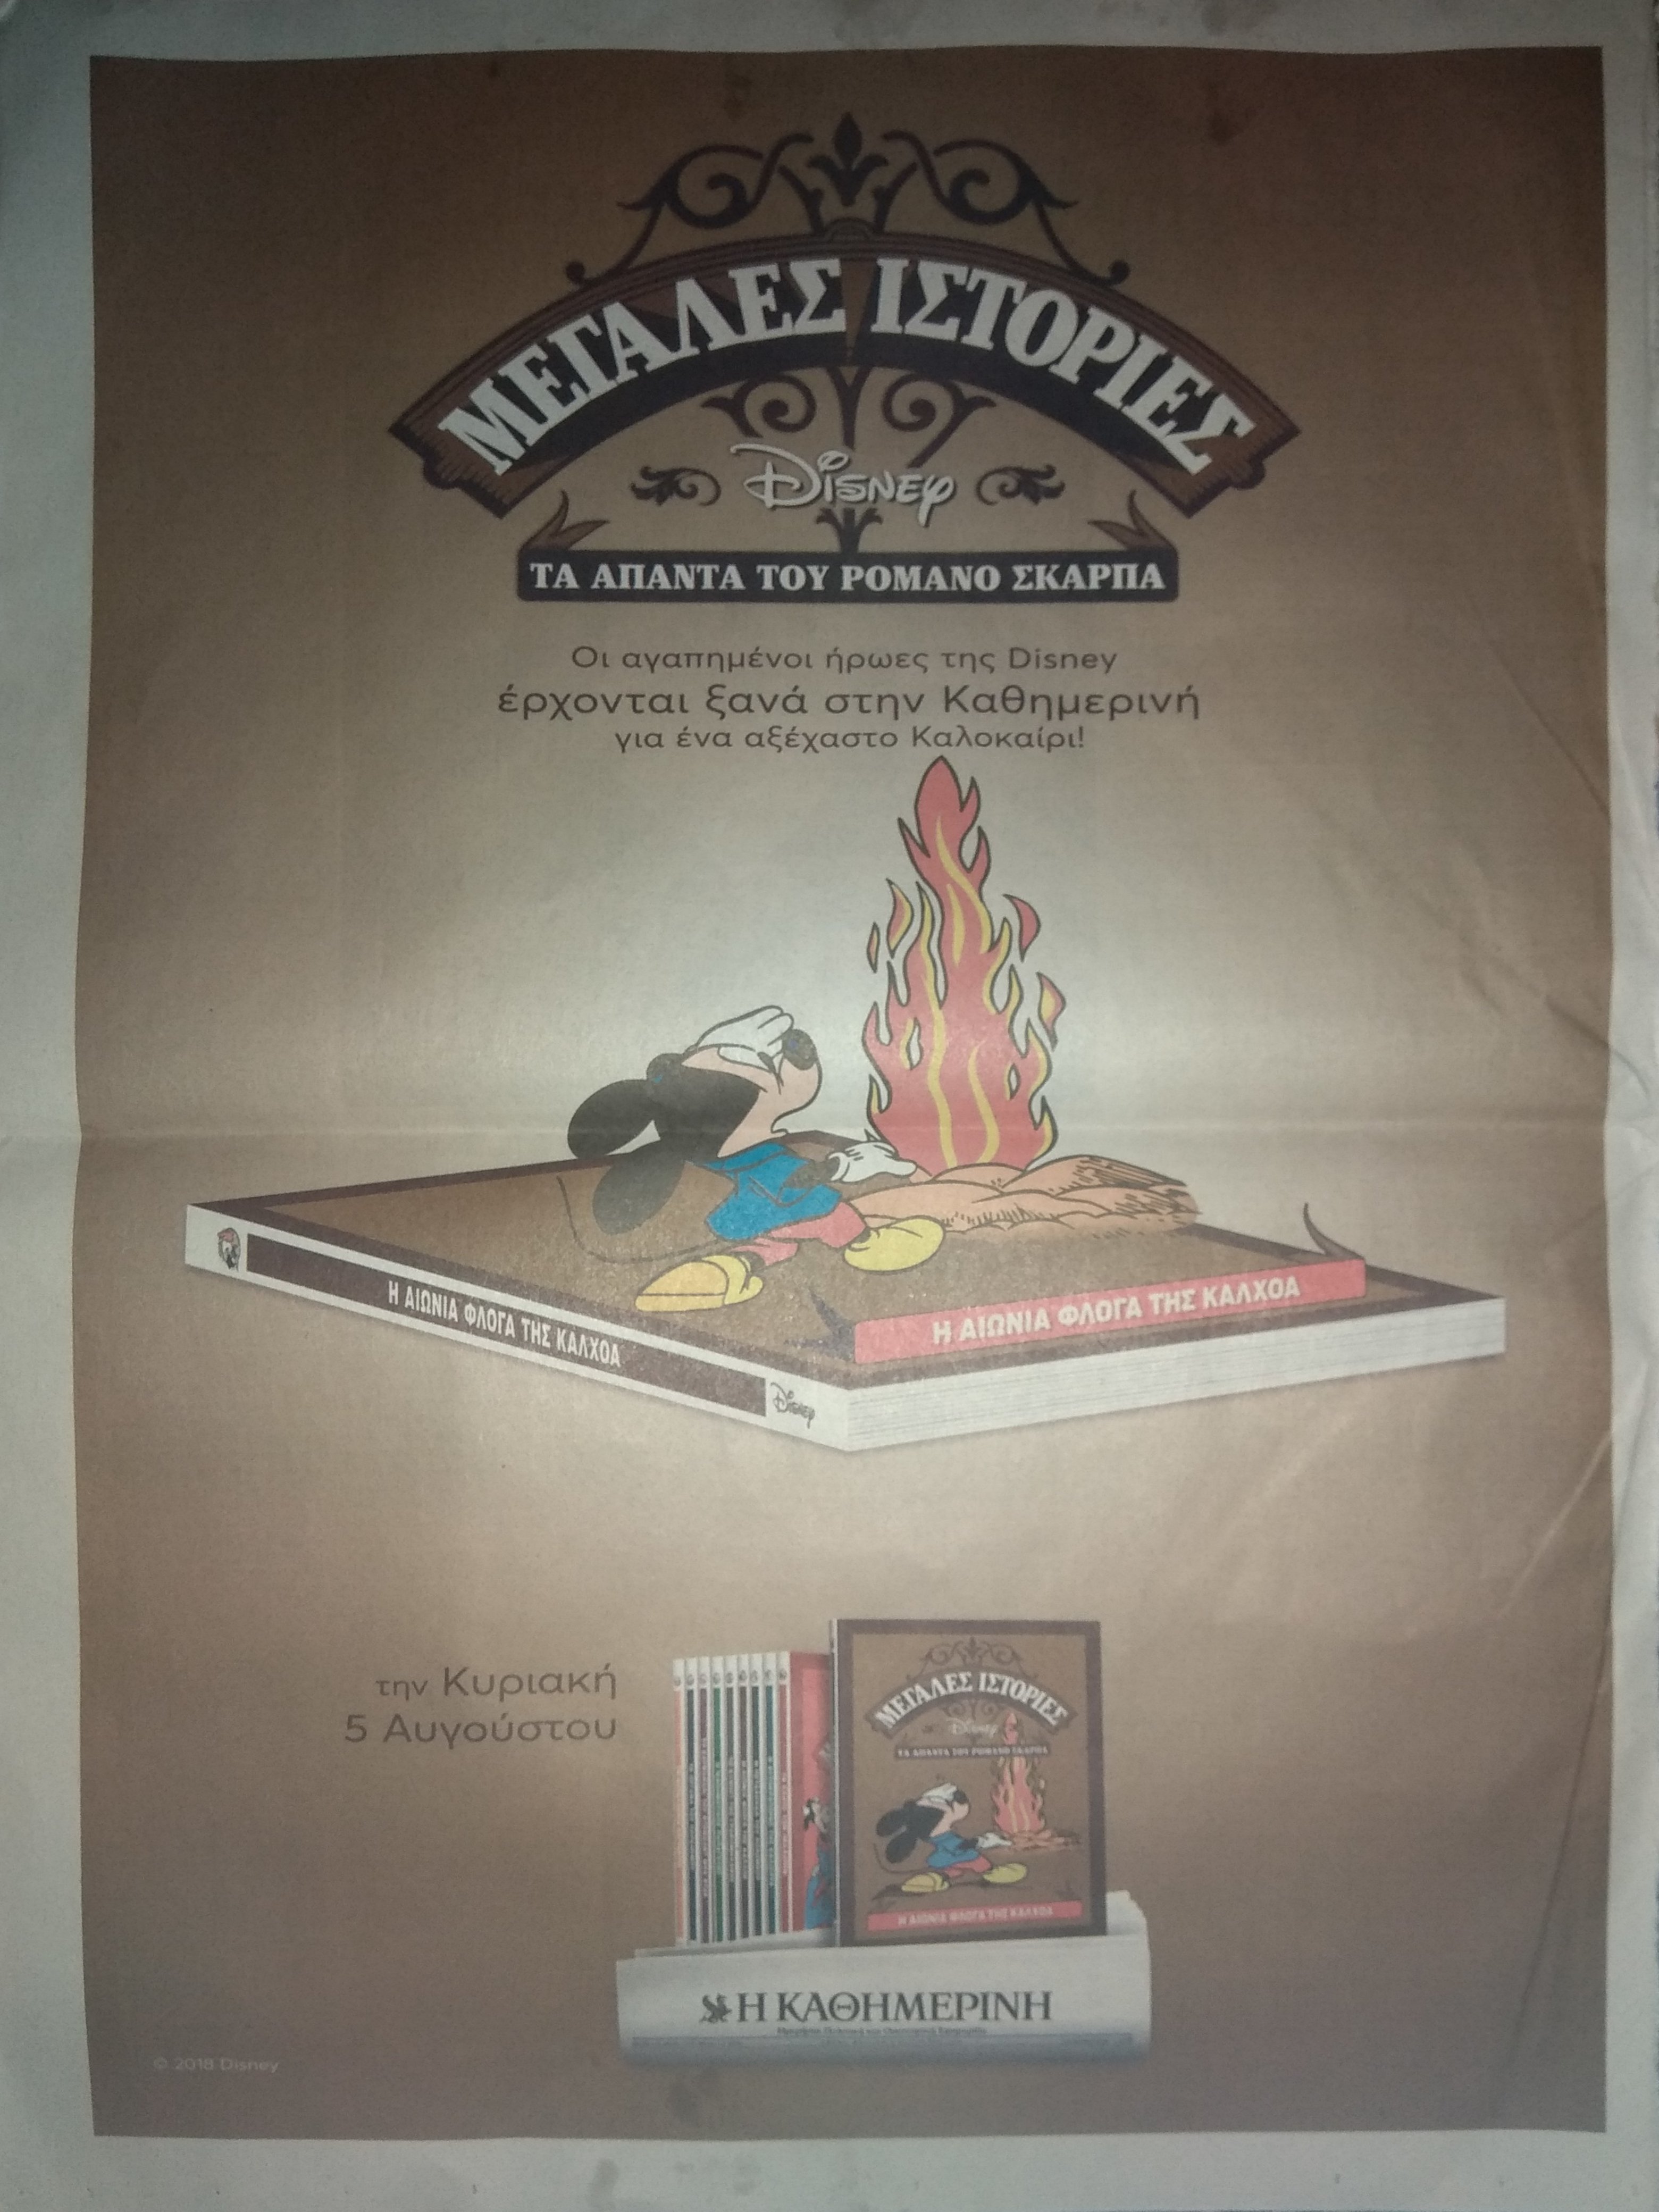 ΜΕΓΑΛΕΣ ΙΣΤΟΡΙΕΣ
Disney
ΤΑ ΑΠΑΝΤΑ ΤΟΥ ΡΟΜΑΝΟ ΣΚΑΡΠΑ
Οι αγαπημένοι ήρωες της Disney
έρχονται ξανά στην Καθημερινή
για ένα αξέχαστο Καλοκαίρι!
Η ΑΙΩΝΙΑ ΦΛΟΓΑ ΤΗΣ ΚΑΛΧΟΑ
Disney
Η ΑΙΩΝΙΑ ΦΛΟΓΑ ΤΗΣ ΚΑΛΧΟΑ
την Κυριακή
5 Αυγούστου
ΜΕΓΑΛΕΣ ΙΣΤΟΡΙΕΣ
Disney
ΤΑ ΑΠΑΝΤΑ ΤΟΥ ΡΟΜΑΝΟ ΣΚΑΡΠΑ
Η ΑΙΩΝΙΑ ΦΛΟΓΑ ΤΗΣ ΚΑΛΧΟΑ
Η ΚΑΘΗΜΕΡΙΝΗ
© 2018 Disney